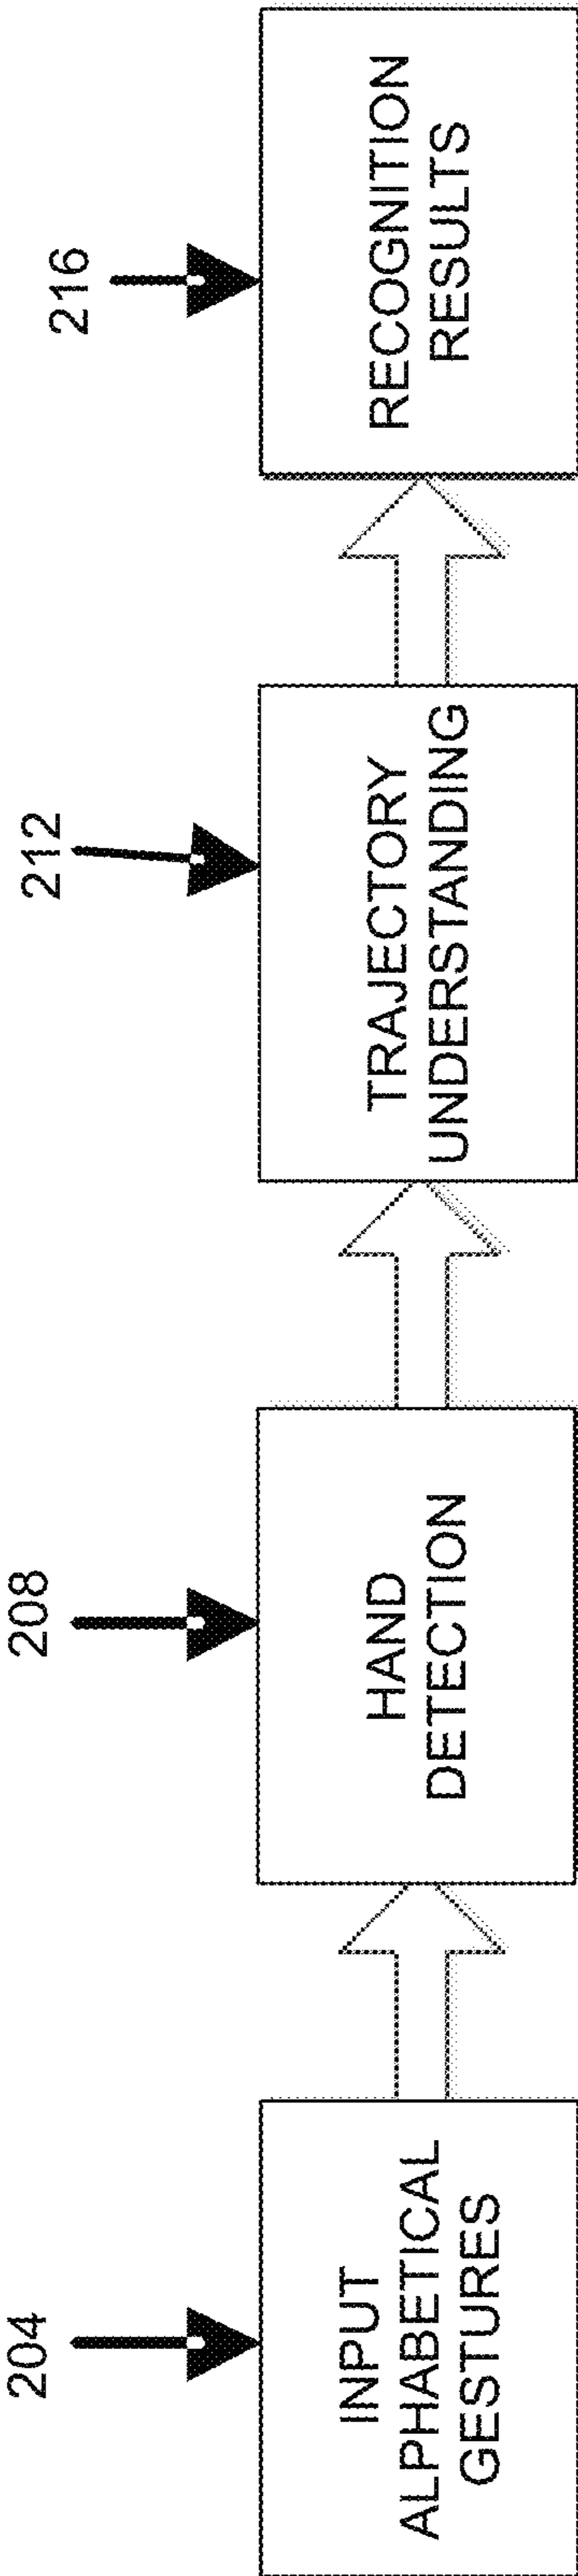 204
INPUT
ALPHABETICAL
GESTURES
208
HAND
DETECTION
212
TRAJECTORY
UNDERSTANDING
216
RECOGNITION
RESULTS